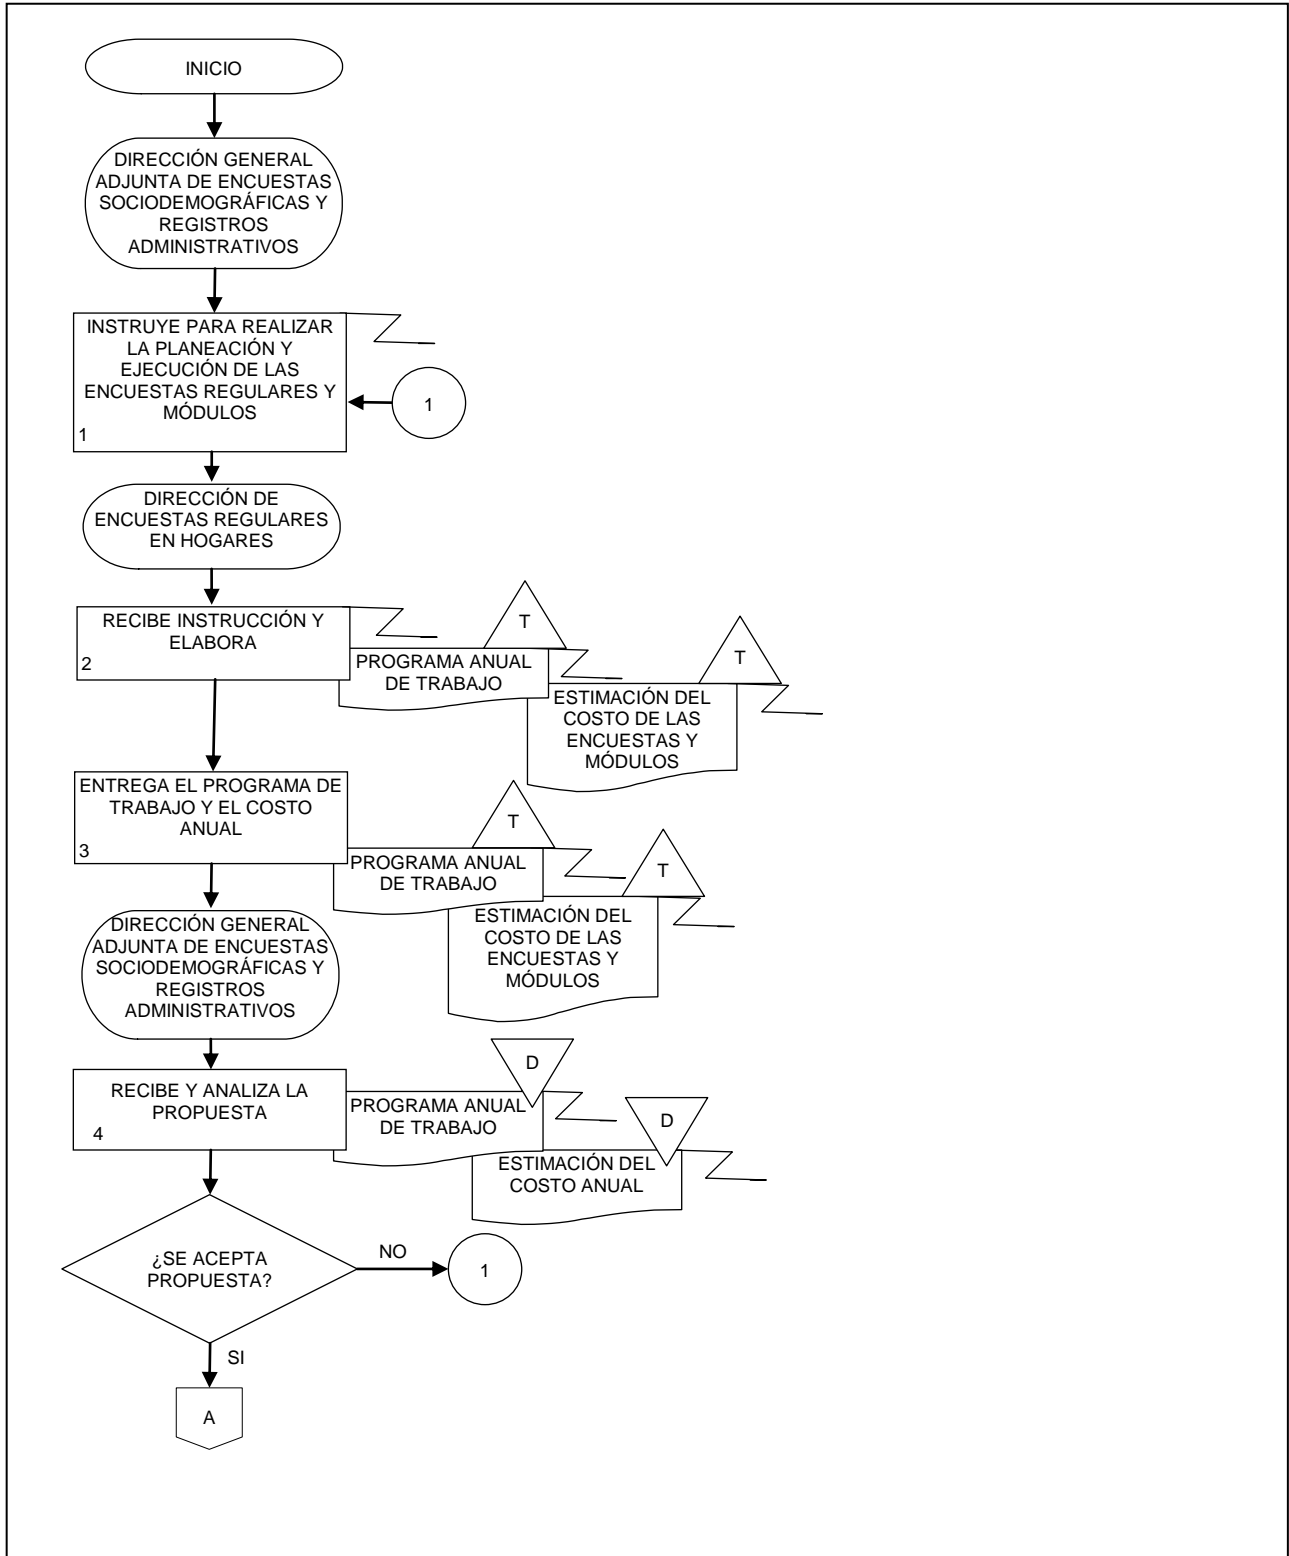 INICIO
DIRECCIÓN GENERAL
ADJUNTA DE ENCUESTAS
SOCIODEMOGRÁFICAS Y
REGISTROS
ADMINISTRATIVOS
INSTRUYE PARA REALIZAR
LA PLANEACIÓN Y
EJECUCIÓN DE LAS
ENCUESTAS REGULARES Y
MÓDULOS
1
1
DIRECCIÓN DE
ENCUESTAS REGULARES
EN HOGARES
RECIBE INSTRUCCIÓN Y
ELABORA
2
T
PROGRAMA ANUAL
DE TRABAJO
T
ESTIMACIÓN DEL
COSTO DE LAS
ENCUESTAS Y
MÓDULOS
ENTREGA EL PROGRAMA DE
TRABAJO Y EL COSTO
ANUAL
3
T
PROGRAMA ANUAL
DE TRABAJO
T
ESTIMACIÓN DEL
COSTO DE LAS
ENCUESTAS Y
MÓDULOS
DIRECCIÓN GENERAL
ADJUNTA DE ENCUESTAS
SOCIODEMOGRÁFICAS Y
REGISTROS
ADMINISTRATIVOS
RECIBE Y ANALIZA LA
PROPUESTA
4
D
PROGRAMA ANUAL
DE TRABAJO
D
ESTIMACIÓN DEL
COSTO ANUAL
¿SE ACEPTA
PROPUESTA?
NO
1
SI
A